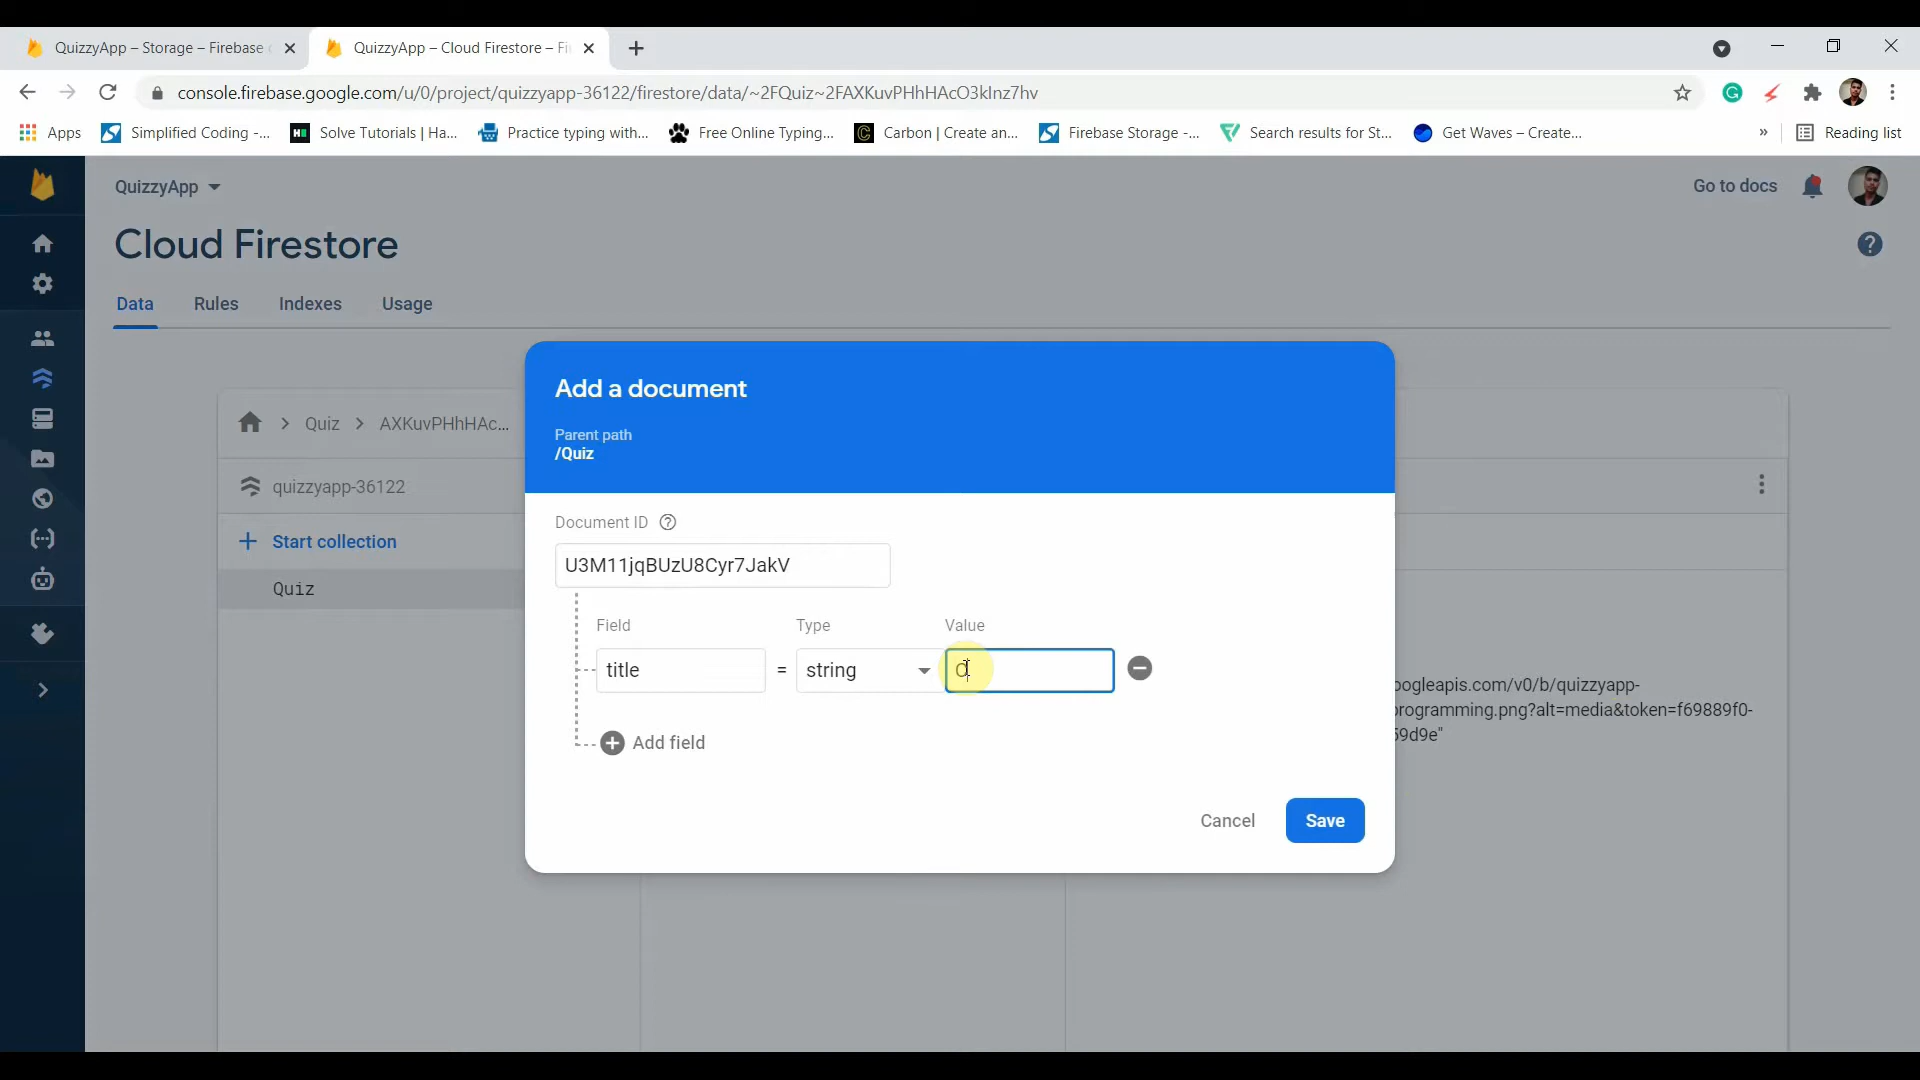 QuizzyApp – Storage – Firebase
QuizzyApp – Cloud Firestore –
console.firebase.google.com/u/0/project/quizzyapp-36122/firestore/data/~2FQuiz~2FAXKuvPHhHAcO3kInz7hv
Apps
Simplified Coding -...
Solve Tutorials | Ha...
Practice typing with...
Free Online Typing...
Carbon | Create an...
Firebase Storage -...
Search results for St...
Get Waves – Create...
»
Reading list
QuizzyApp
Go to docs
Cloud Firestore
Data
Rules
Indexes
Usage
Quiz
AXKuvPHhHAc...
quizzyapp-36122
Start collection
Quiz
Add a document
Parent path
/Quiz
Document ID
U3M11jqBUzU8Cyr7JakV
Field
Type
Value
title
=
string
Add field
Cancel
Save
oogleapis.com/v0/b/quizzyapp-
programming.png?alt=media&token=f69889f0-
9d9e"